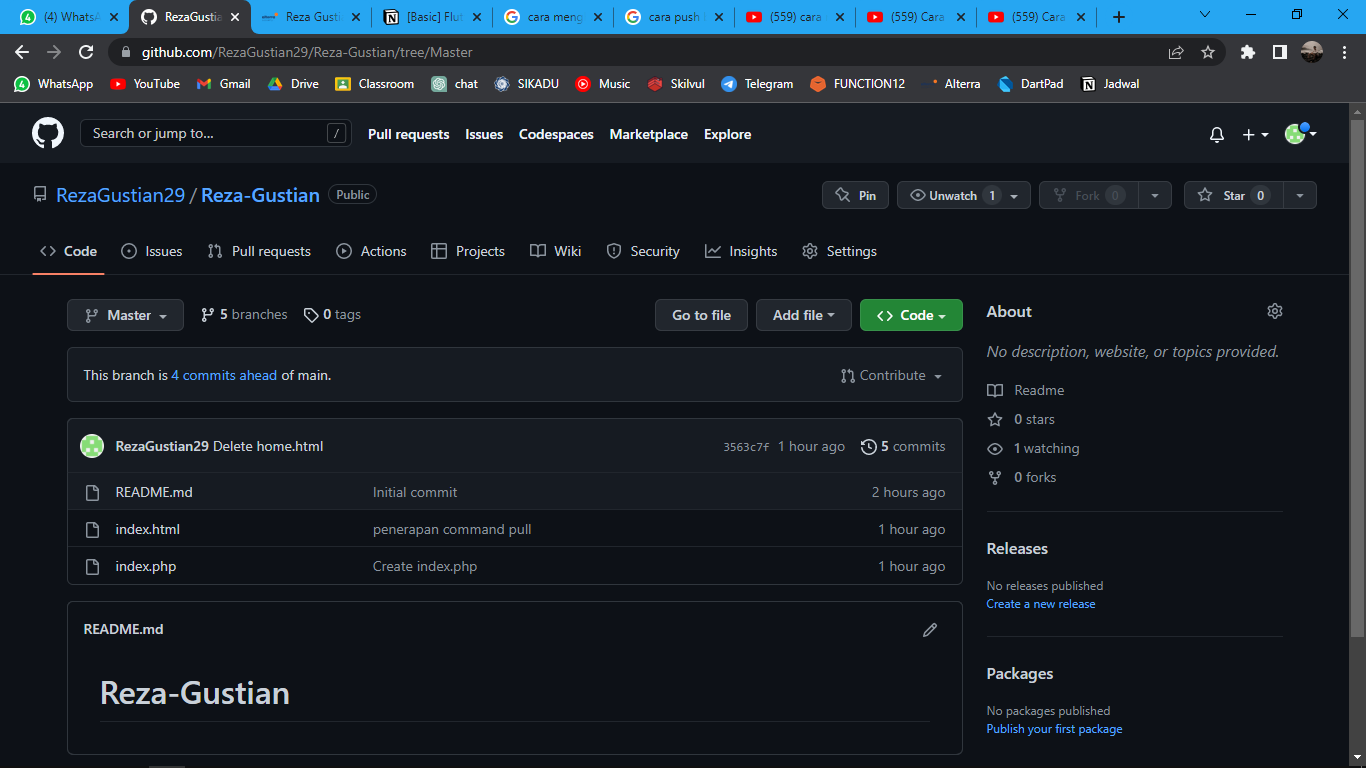 (4) WhatsA RezaGustia Reza Gusti [Basic] Flut cara meng cara push (559) cara (559) Cara (559) Cara
github.com/RezaGustian29/Reza-Gustian/tree/Master
WhatsApp YouTube Gmail Drive Classroom chat SIKADU Music Skilvul Telegram FUNCTION12 Alterra DartPad Jadwal
Search or jump to... / Pull requests Issues Codespaces Marketplace Explore
RezaGustian29 / Reza-Gustian Public Pin Unwatch 1 Fork 0 Star 0
Code Issues Pull requests Actions Projects Wiki Security Insights Settings
Master 5 branches 0 tags Go to file Add file Code
This branch is 4 commits ahead of main. Contribute
RezaGustian29 Delete home.html 3563c7f 1 hour ago 5 commits
README.md Initial commit 2 hours ago
index.html penerapan command pull 1 hour ago
index.php Create index.php 1 hour ago
README.md
Reza-Gustian
About
No description, website, or topics provided.
Readme
0 stars
1 watching
0 forks
Releases
No releases published
Create a new release
Packages
No packages published
Publish your first package